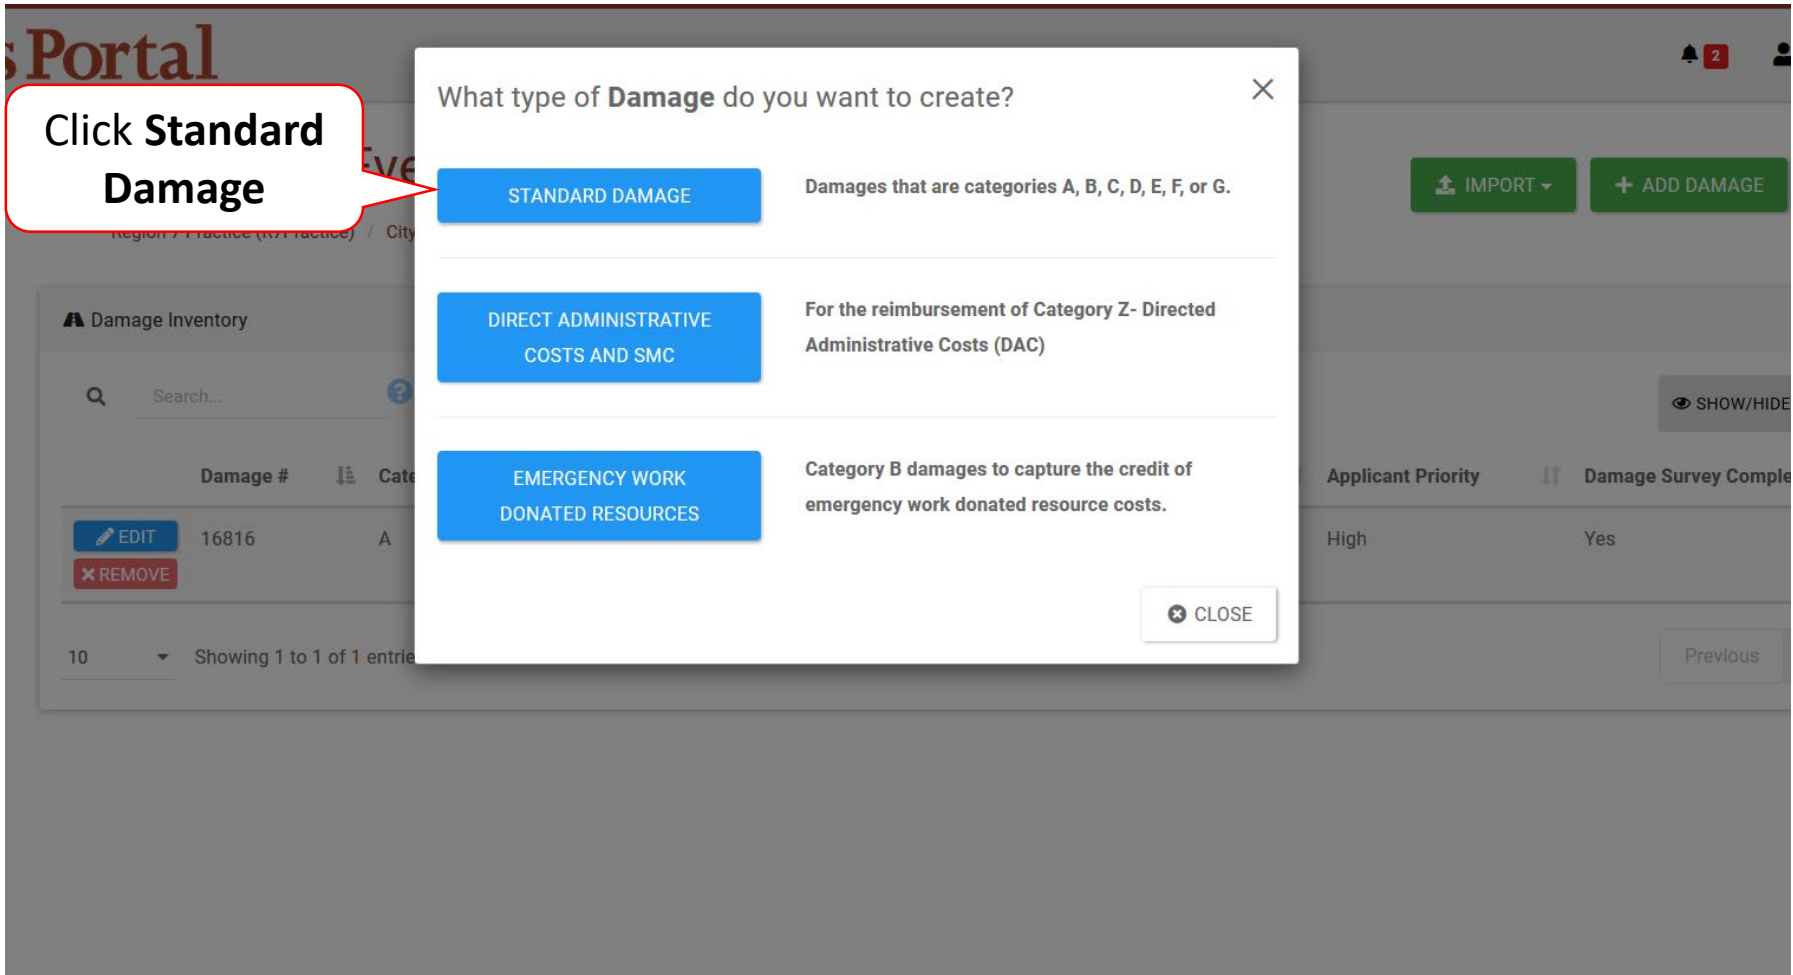 s Portal
2
What type of Damage do you want to create?
Click Standard
Damage
STANDARD DAMAGE
Damages that are categories A, B, C, D, E, F, or G.
IMPORT
ADD DAMAGE
City
Damage Inventory
DIRECT ADMINISTRATIVE
COSTS AND SMC
For the reimbursement of Category Z- Directed
Administrative Costs (DAC)
Search...
SHOW/HIDE
Damage #
Cate
EMERGENCY WORK
DONATED RESOURCES
Category B damages to capture the credit of
emergency work donated resource costs.
Applicant Priority
Damage Survey Comple
EDIT
16816
A
High
Yes
REMOVE
CLOSE
10
Showing 1 to 1 of 1 entrie
Previous